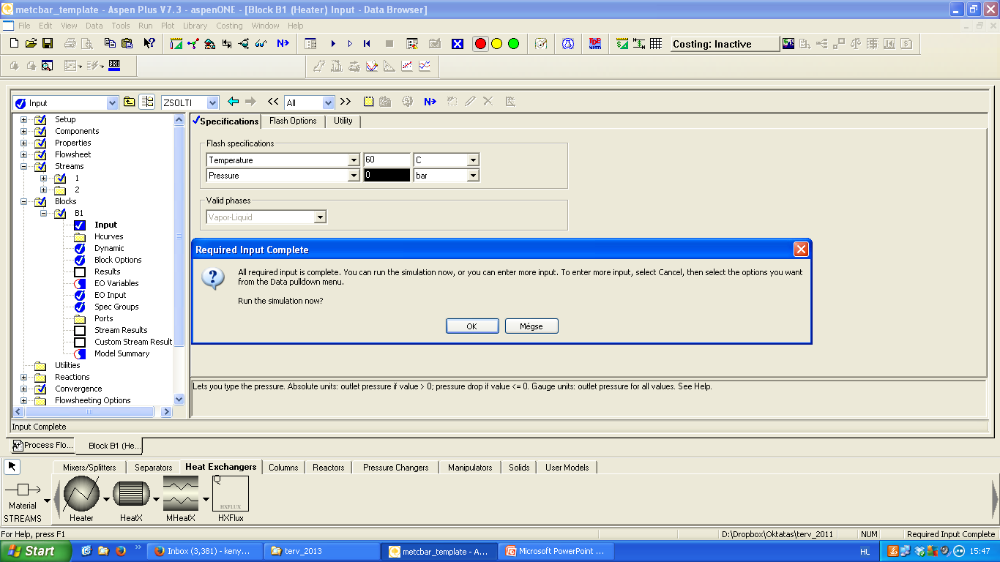 metcbar_template - Aspen Plus V7.3 - aspenONE - [Block B1 (Heater) Input - Data Browser]
File Edit View Data Tools Run Plot Library Costing Window Help
Costing: Inactive
Input ZSOLTI << All >> N>
Setup
Components
Properties
Flowsheet
Streams
1
2
Blocks
B1
Input
Hcurves
Dynamic
Block Options
Results
EO Variables
EO Input
Spec Groups
Ports
Stream Results
Custom Stream Result
Model Summary
Utilities
Reactions
Convergence
Flowsheeting Options
Specifications Flash Options Utility
Flash specifications
Temperature 60 C
Pressure 0 bar
Valid phases
Vapor-Liquid
Required Input Complete
All required input is complete. You can run the simulation now, or you can enter more input. To enter more input, select Cancel, then select the options you want
from the Data pulldown menu.
Run the simulation now?
OK Mégse
Lets you type the pressure. Absolute units: outlet pressure if value > 0; pressure drop if value <= 0. Gauge units: outlet pressure for all values. See Help.
Input Complete
Process Flo... Block B1 (He...
Mixers/Splitters Separators Heat Exchangers Columns Reactors Pressure Changers Manipulators Solids User Models
Q
HXFLUX
Material
STREAMS
Heater HeatX MHeatX HXFlux
For Help, press F1 D:\Dropbox\Oktatas\terv_2011 NUM Required Input Complete
Start Inbox (3,381) - keny... terv_2013 metcbar_template - A... Microsoft PowerPoint ... HL 15:47